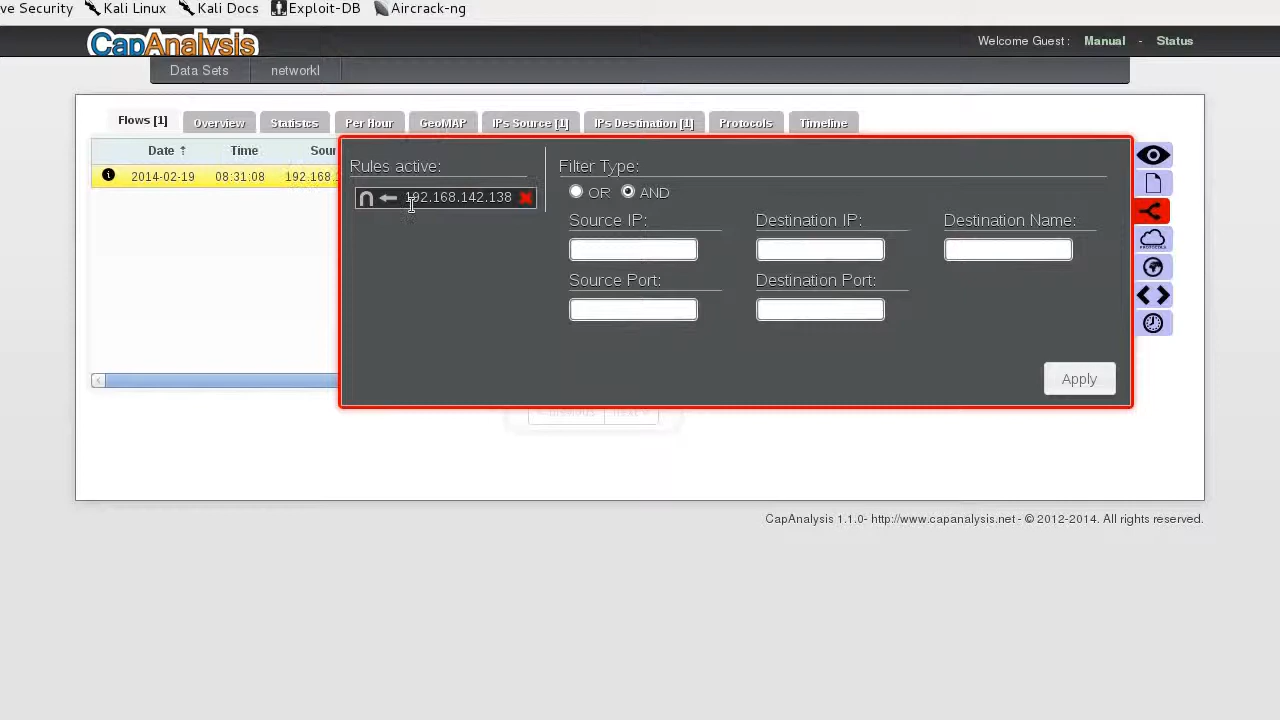 ve Security Kali Linux Kali Docs Exploit-DB Aircrack-ng
CapAnalysis Welcome Guest : Manual - Status
Data Sets networkI
Flows [1] Overview Statistcs Per Hour GeoMAP IPs Source [1] IPs Destination [1] Protocols Timeline
Date Time Sour
2014-02-19 08:31:08 192.168.
Rules active:
192.168.142.138
Filter Type:
OR AND
Source IP: Destination IP: Destination Name:
Source Port: Destination Port:
PROTOCOLS
Apply
< Previous next >
CapAnalysis 1.1.0- http://www.capanalysis.net - © 2012-2014. All rights reserved.